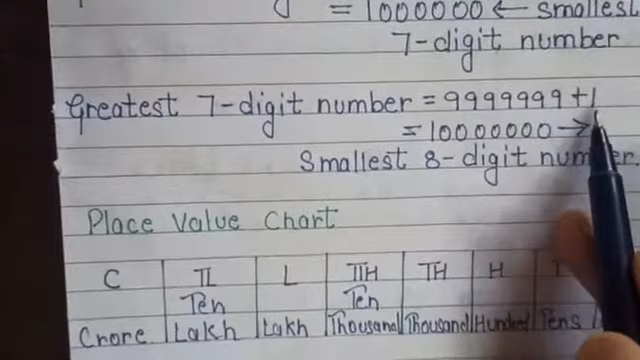 = 1000000 ← smallest
7-digit number
Greatest 7-digit number = 9999999 + 1
= 10000000 →
Smallest 8-digit number.
Place Value Chart
C TL L TTH TH H T
Ten Ten
Crore Lakh Lakh Thousand Thousand Hundred Tens